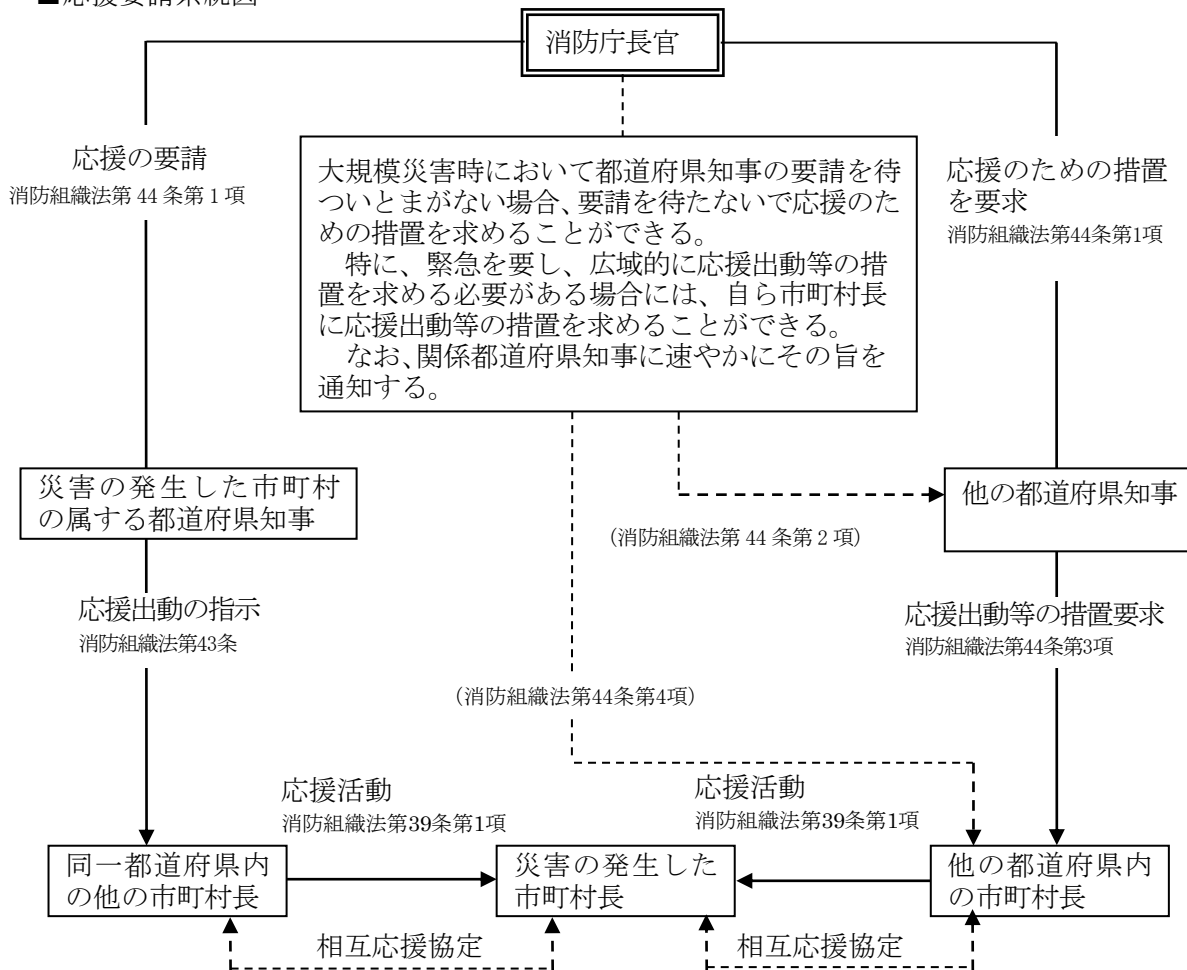 ■応援要請系統図
消防庁長官
応援の要請
消防組織法第 44 条第 1 項
大規模災害時において都道府県知事の要請を待
ついとまがない場合、要請を待たないで応援のた
めの措置を求めることができる。
特に、緊急を要し、広域的に応援出動等の措
置を求める必要がある場合には、自ら市町村長
に応援出動等の措置を求めることができる。
なお、関係都道府県知事に速やかにその旨を
通知する。
応援のための措置
を要求
消防組織法第44条第1項
災害の発生した市町村
の属する都道府県知事
他の都道府県知事
(消防組織法第 44 条第 2 項)
応援出動の指示
消防組織法第43条
応援出動等の措置要求
消防組織法第44条第3項
(消防組織法第44条第4項)
応援活動
消防組織法第39条第1項
応援活動
消防組織法第39条第1項
同一都道府県内
の他の市町村長
災害の発生した
市町村長
他の都道府県内
の市町村長
相互応援協定
相互応援協定